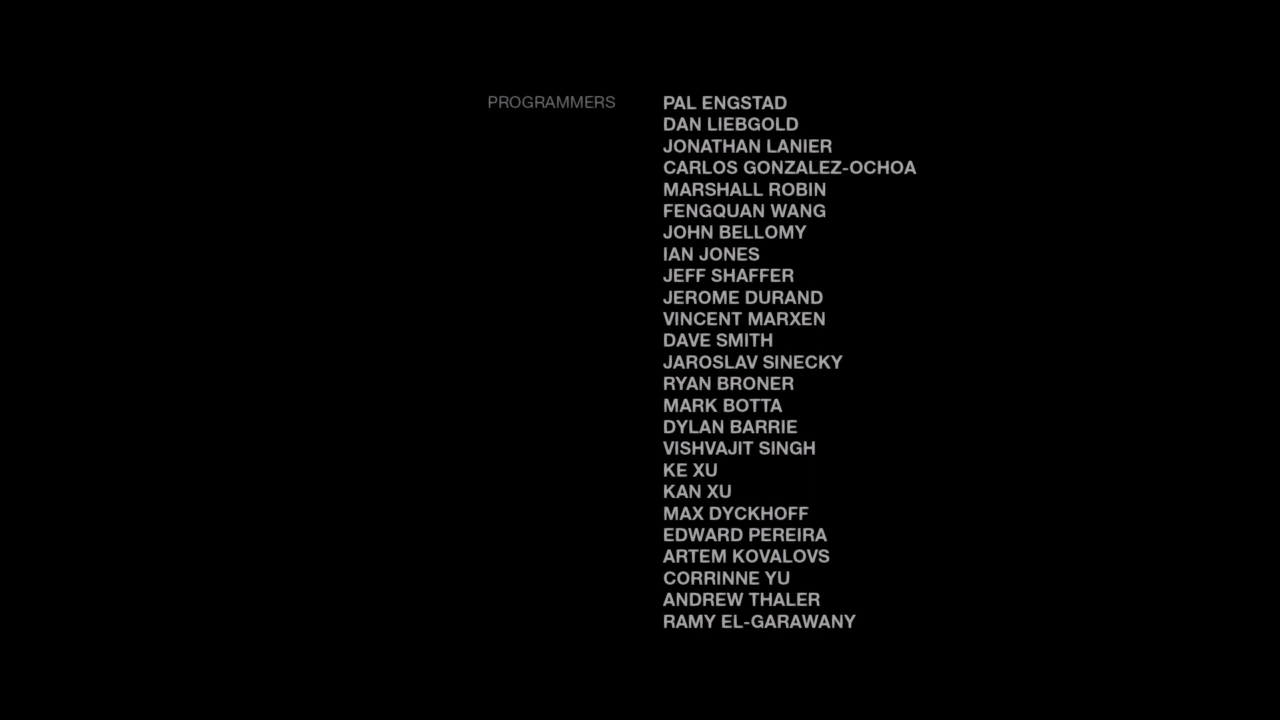 PROGRAMMERS PAL ENGSTAD
DAN LIEBGOLD
JONATHAN LANIER
CARLOS GONZALEZ-OCHOA
MARSHALL ROBIN
FENGQUAN WANG
JOHN BELLOMY
IAN JONES
JEFF SHAFFER
JEROME DURAND
VINCENT MARXEN
DAVE SMITH
JAROSLAV SINECKY
RYAN BRONER
MARK BOTTA
DYLAN BARRIE
VISHVAJIT SINGH
KE XU
KAN XU
MAX DYCKHOFF
EDWARD PEREIRA
ARTEM KOVALOVS
CORRINNE YU
ANDREW THALER
RAMY EL-GARAWANY